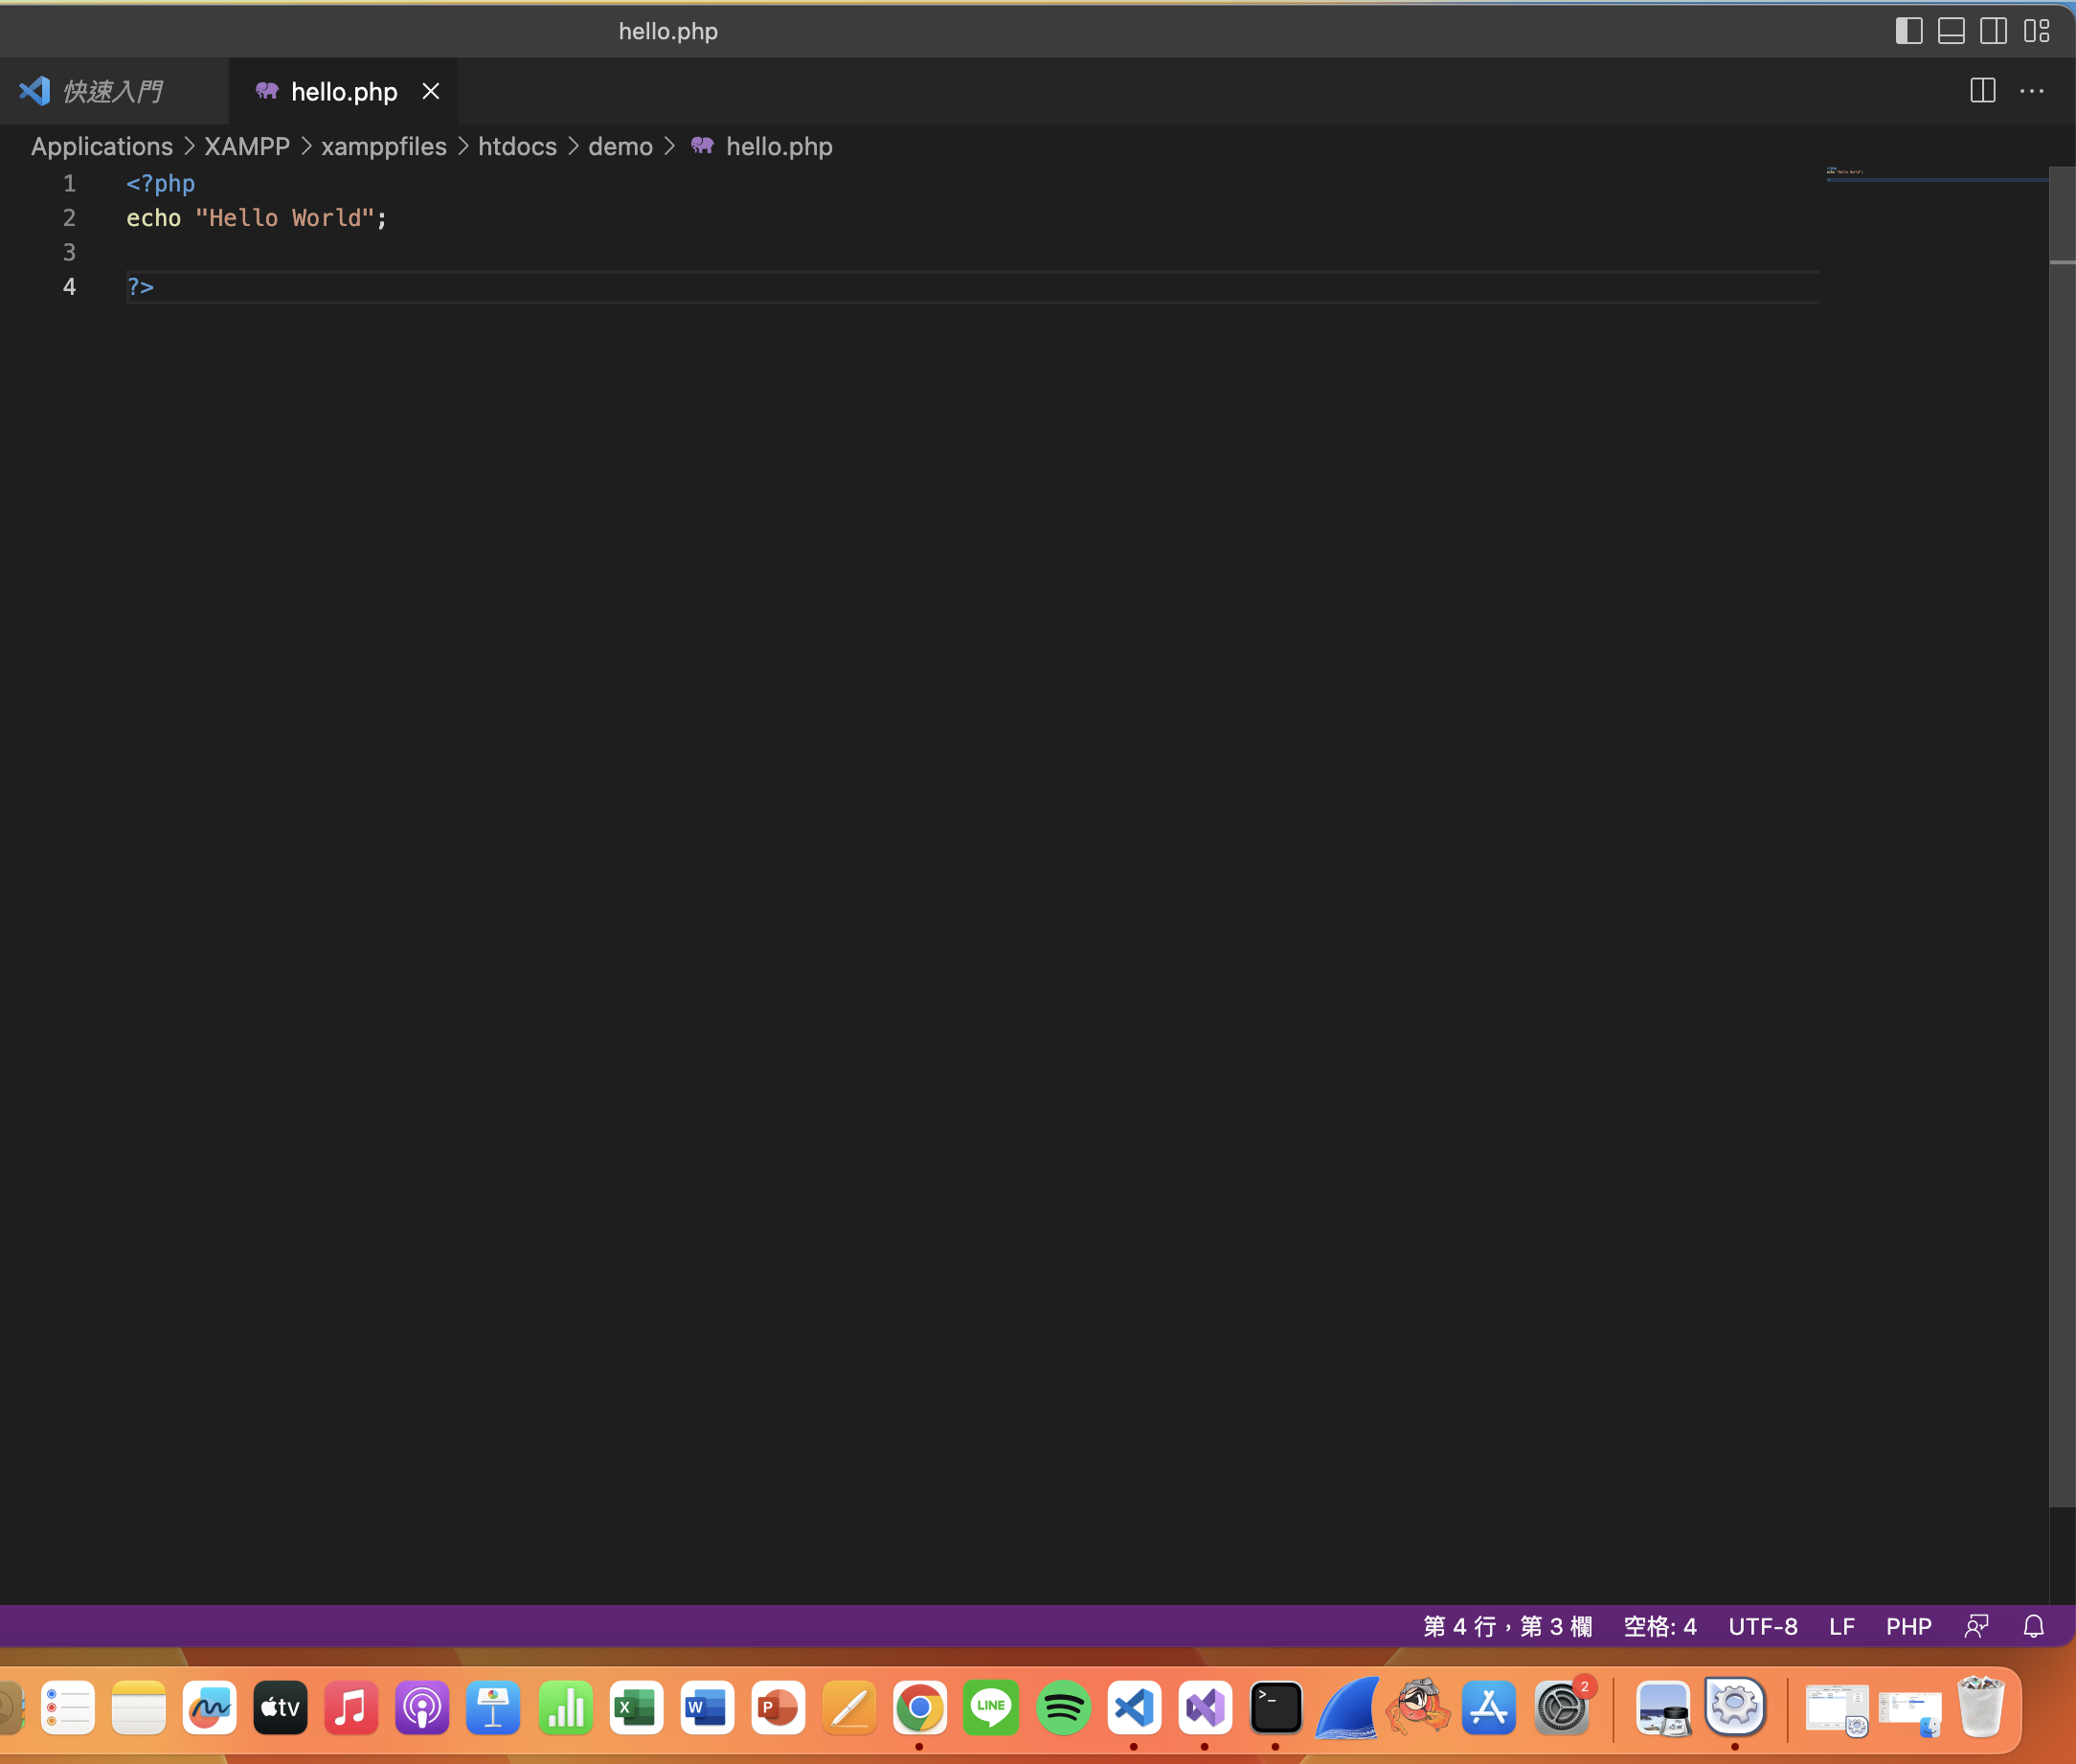 hello.php
快速入門
hello.php
Applications > XAMPP > xamppfiles > htdocs > demo > hello.php
1 <?php
2 echo "Hello World";
3
4 ?>
第 4 行，第 3 欄 空格: 4 UTF-8 LF PHP
tv
X
W
P
LINE
>_
2